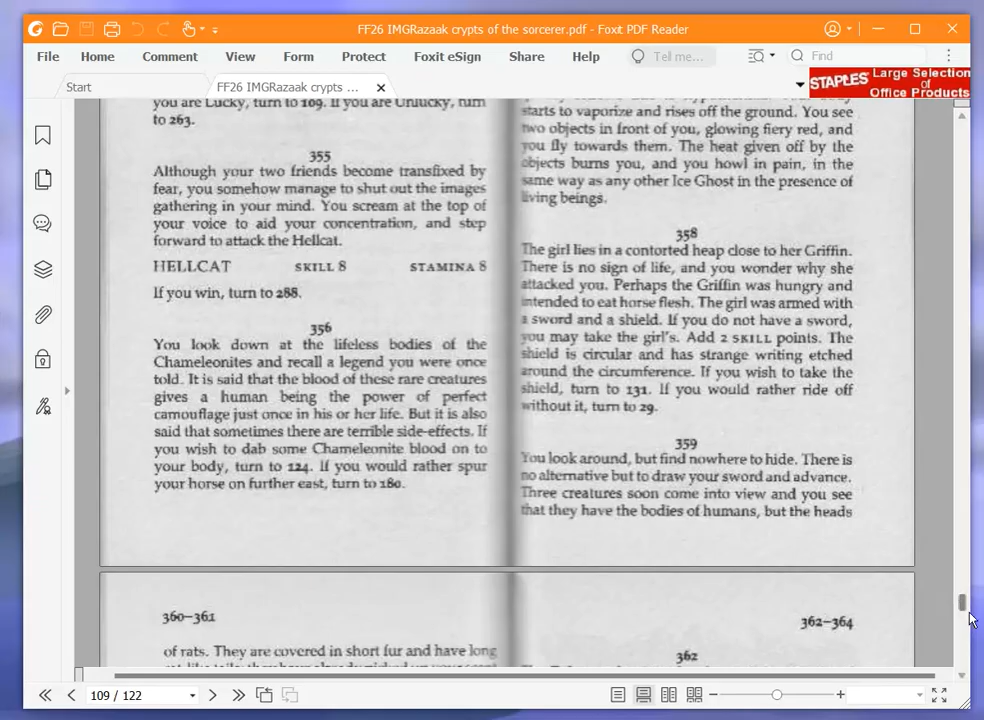 FF26 IMGRazaak crypts of the sorcerer.pdf - Foxit PDF Reader
File Home Comment View Form Protect Foxit eSign Share Help Tell me... Find
Start FF26 IMGRazaak crypts of the sorcerer.pdf ...
STAPLES Large Selection
of
Office Products
you are Lucky, turn to 109. If you are Unlucky, turn
to 263.
355
Although your two friends become transfixed by
fear, you somehow manage to shut out the images
gathering in your mind. You scream at the top of
your voice to aid your concentration, and step
forward to attack the Hellcat.
HELLCAT SKILL 8 STAMINA 8
If you win, turn to 288.
356
You look down at the lifeless bodies of the
Chameleonites and recall a legend you were once
told. It is said that the blood of these rare creatures
gives a human being the power of perfect
camouflage just once in his or her life. But it is also
said that sometimes there are terrible side-effects. If
you wish to dab some Chameleonite blood on to
your body, turn to 124. If you would rather spur
your horse on further east, turn to 180.
starts to vaporize and rises off the ground. You see
two objects in front of you, glowing fiery red, and
you fly towards them. The heat given off by the
objects burns you, and you howl in pain, in the
same way as any other Ice Ghost in the presence of
living beings.
358
The girl lies in a contorted heap close to her Griffin.
There is no sign of life, and you wonder why she
attacked you. Perhaps the Griffin was hungry and
intended to eat horse flesh. The girl was armed with
a sword and a shield. If you do not have a sword,
you may take the girl's. Add 2 SKILL points. The
shield is circular and has strange writing etched
around the circumference. If you wish to take the
shield, turn to 131. If you would rather ride off
without it, turn to 29.
359
You look around, but find nowhere to hide. There is
no alternative but to draw your sword and advance.
Three creatures soon come into view and you see
that they have the bodies of humans, but the heads
360–361
of rats. They are covered in short fur and have long
362–364
362
109 / 122